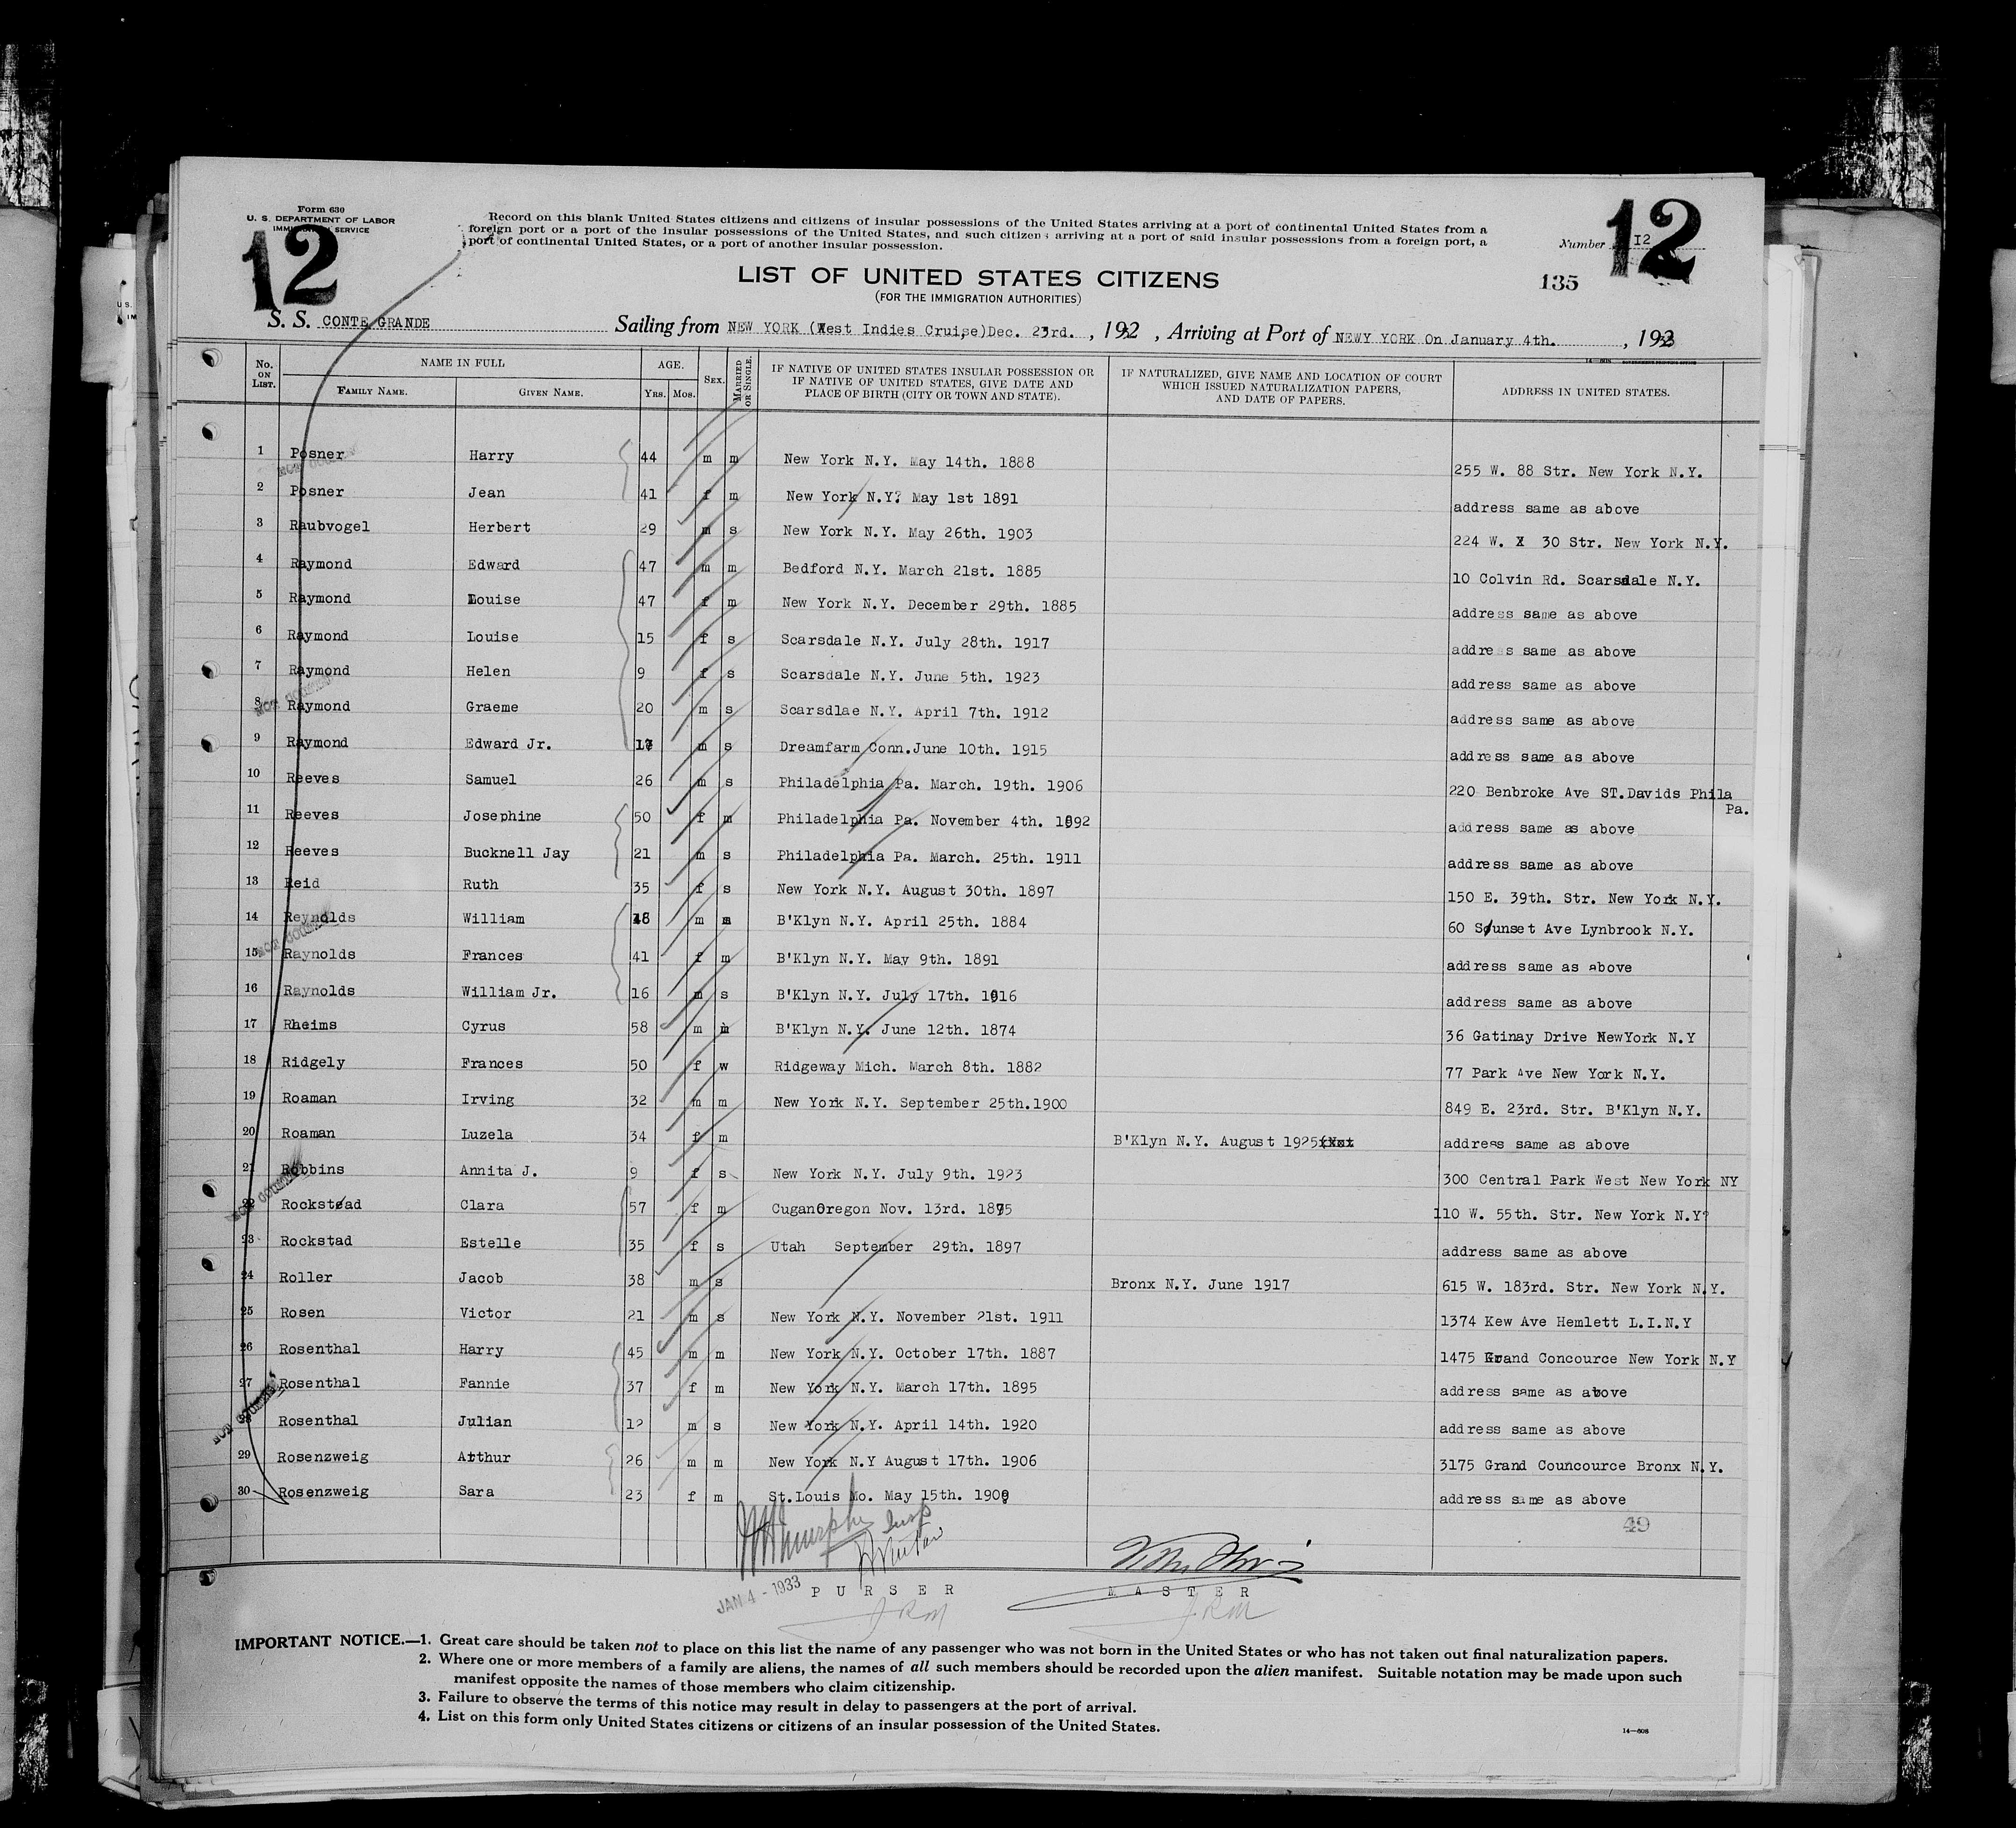 Form 630
U. S. DEPARTMENT OF LABOR
IMMIGRATION SERVICE
12
Record on this blank United States citizens and citizens of insular possessions of the United States arriving at a port of continental United States from a
foreign port or a port of the insular possessions of the United States, and such citizens arriving at a port of said insular possessions from a foreign port, a
port of continental United States, or a port of another insular possession.
Number I2
12
135
LIST OF UNITED STATES CITIZENS
(FOR THE IMMIGRATION AUTHORITIES)
S. S. CONTE GRANDE Sailing from NEW YORK (West Indies Cruise)Dec. 23rd. , 1932 , Arriving at Port of NEWY YORK On January 4th. , 1933
No. ON LIST. NAME IN FULL FAMILY NAME. GIVEN NAME. AGE. YRS. MOS. SEX. MARRIED OR SINGLE. IF NATIVE OF UNITED STATES INSULAR POSSESSION OR IF NATIVE OF UNITED STATES, GIVE DATE AND PLACE OF BIRTH (CITY OR TOWN AND STATE). IF NATURALIZED, GIVE NAME AND LOCATION OF COURT WHICH ISSUED NATURALIZATION PAPERS, AND DATE OF PAPERS. ADDRESS IN UNITED STATES.
1 Posner Harry 44 m m New York N.Y. May 14th. 1888 255 W. 88 Str. New York N.Y.
2 Posner Jean 41 f m New York N.Y? May 1st 1891 address same as above
3 Raubvogel Herbert 29 m s New York N.Y. May 26th. 1903 224 W. X 30 Str. New York N.Y.
4 Raymond Edward 47 m m Bedford N.Y. March 21st. 1885 10 Colvin Rd. Scarsdale N.Y.
5 Raymond Louise 47 f m New York N.Y. December 29th. 1885 address same as above
6 Raymond Louise 15 f s Scarsdale N.Y. July 28th. 1917 address same as above
7 Raymond Helen 9 f s Scarsdale N.Y. June 5th. 1923 address same as above
8 Raymond Graeme 20 m s Scarsdlae N.Y. April 7th. 1912 address same as above
9 Raymond Edward Jr. 17 m s Dreamfarm Conn.June 10th. 1915 address same as above
10 Reeves Samuel 26 m s Philadelphia Pa. March. 19th. 1906 220 Benbroke Ave ST.Davids Phila Pa.
11 Reeves Josephine 50 f m Philadelphia Pa. November 4th. 1892 address same as above
12 Reeves Bucknell Jay 21 m s Philadelphia Pa. March. 25th. 1911 address same as above
13 Reid Ruth 35 f s New York N.Y. August 30th. 1897 150 E. 39th. Str. New York N.Y.
14 Reynolds William 48 m m B'Klyn N.Y. April 25th. 1884 60 Sunset Ave Lynbrook N.Y.
15 Raynolds Frances 41 f m B'Klyn N.Y. May 9th. 1891 address same as above
16 Raynolds William Jr. 16 m s B'Klyn N.Y. July 17th. 1916 address same as above
17 Rheims Cyrus 58 m m B'Klyn N.Y. June 12th. 1874 36 Gatinay Drive NewYork N.Y
18 Ridgely Frances 50 f w Ridgeway Mich. March 8th. 1882 77 Park Ave New York N.Y.
19 Roaman Irving 32 m m New York N.Y. September 25th.1900 849 E. 23rd. Str. B'Klyn N.Y.
20 Roaman Luzela 34 f m B'Klyn N.Y. August 1925 address same as above
21 Robbins Annita J. 9 f s New York N.Y. July 9th. 1923 300 Central Park West New York NY
22 Rockstead Clara 57 f m CuganOregon Nov. 13rd. 1875 110 W. 55th. Str. New York N.Y?
23 Rockstad Estelle 35 f s Utah September 29th. 1897 address same as above
24 Roller Jacob 38 m s Bronx N.Y. June 1917 615 W. 183rd. Str. New York N.Y.
25 Rosen Victor 21 m s New York N.Y. November 21st. 1911 1374 Kew Ave Hemlett L.I.N.Y
26 Rosenthal Harry 45 m m New York N.Y. October 17th. 1887 1475 Grand Concource New York N.Y
27 Rosenthal Fannie 37 f m New York N.Y. March 17th. 1895 address same as above
28 Rosenthal Julian 12 m s New York N.Y. April 14th. 1920 address same as above
29 Rosenzweig Arthur 26 m m New York N.Y August 17th. 1906 3175 Grand Councource Bronx N.Y.
30 Rosenzweig Sara 23 f m St.Louis Mo. May 15th. 1909 address same as above
49
JAN 4 - 1933 PURSER MASTER
JRM JRM
IMPORTANT NOTICE.—1. Great care should be taken not to place on this list the name of any passenger who was not born in the United States or who has not taken out final naturalization papers.
2. Where one or more members of a family are aliens, the names of all such members should be recorded upon the alien manifest. Suitable notation may be made upon such
manifest opposite the names of those members who claim citizenship.
3. Failure to observe the terms of this notice may result in delay to passengers at the port of arrival.
4. List on this form only United States citizens or citizens of an insular possession of the United States.
14—608